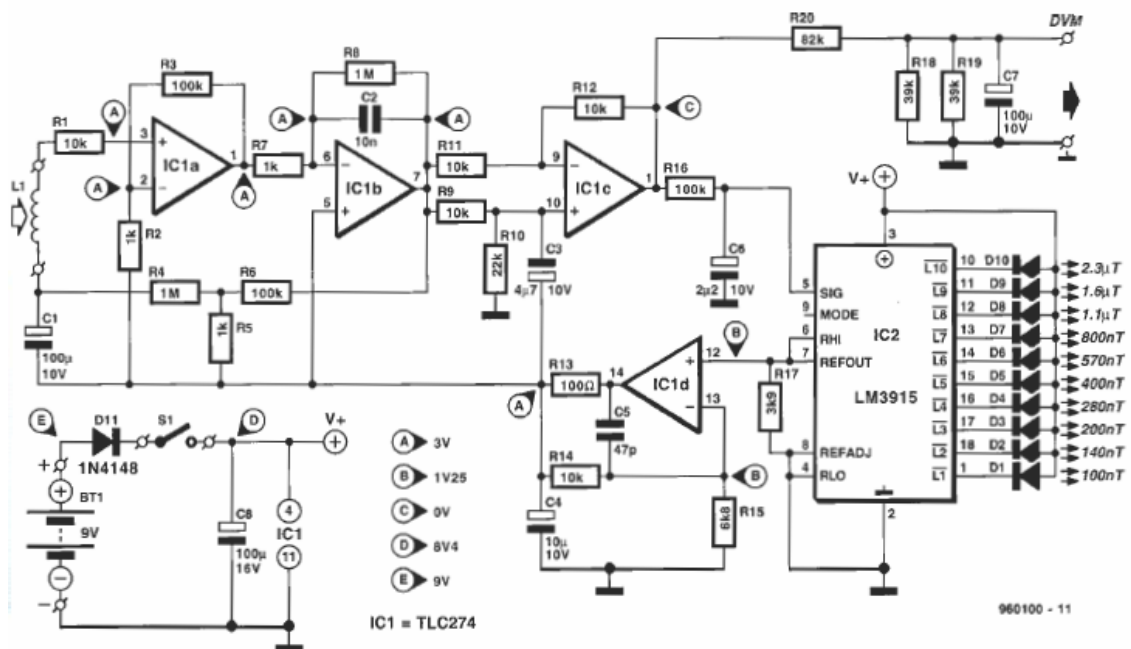 R20
82k
DVM
R3
100k
R8
1M
C2
10n
R12
10k
R18
39k
R19
39k
C7
100µ
10V
A
A
A
C
R1
10k
A
3
+
IC1a
1
2
−
R7
1k
6
−
IC1b
7
5
+
R11
10k
9
−
IC1c
1
10
+
R9
10k
R16
100k
V+
L1
R2
1k
R10
22k
C3
4µ7
10V
C6
2µ2
10V
3
R4
1M
R6
100k
R5
1k
C1
100µ
10V
5
SIG
9
MODE
6
RHI
7
REFOUT
8
REFADJ
4
RLO
2
IC2
LM3915
L10
10
D10
2.3µT
L9
11
D9
1.6µT
L8
12
D8
1.1µT
L7
13
D7
800nT
L6
14
D6
570nT
L5
15
D5
400nT
L4
16
D4
280nT
L3
17
D3
200nT
L2
18
D2
140nT
L1
1
D1
100nT
B
R17
3k9
R13
100Ω
14
IC1d
+
12
−
13
A
C5
47p
R14
10k
B
C4
10µ
10V
R15
6k8
E
D11
1N4148
S1
D
V+
+
BT1
9V
−
C8
100µ
16V
4
IC1
11
A 3V
B 1V25
C 0V
D 8V4
E 9V
IC1 = TLC274
960100 - 11